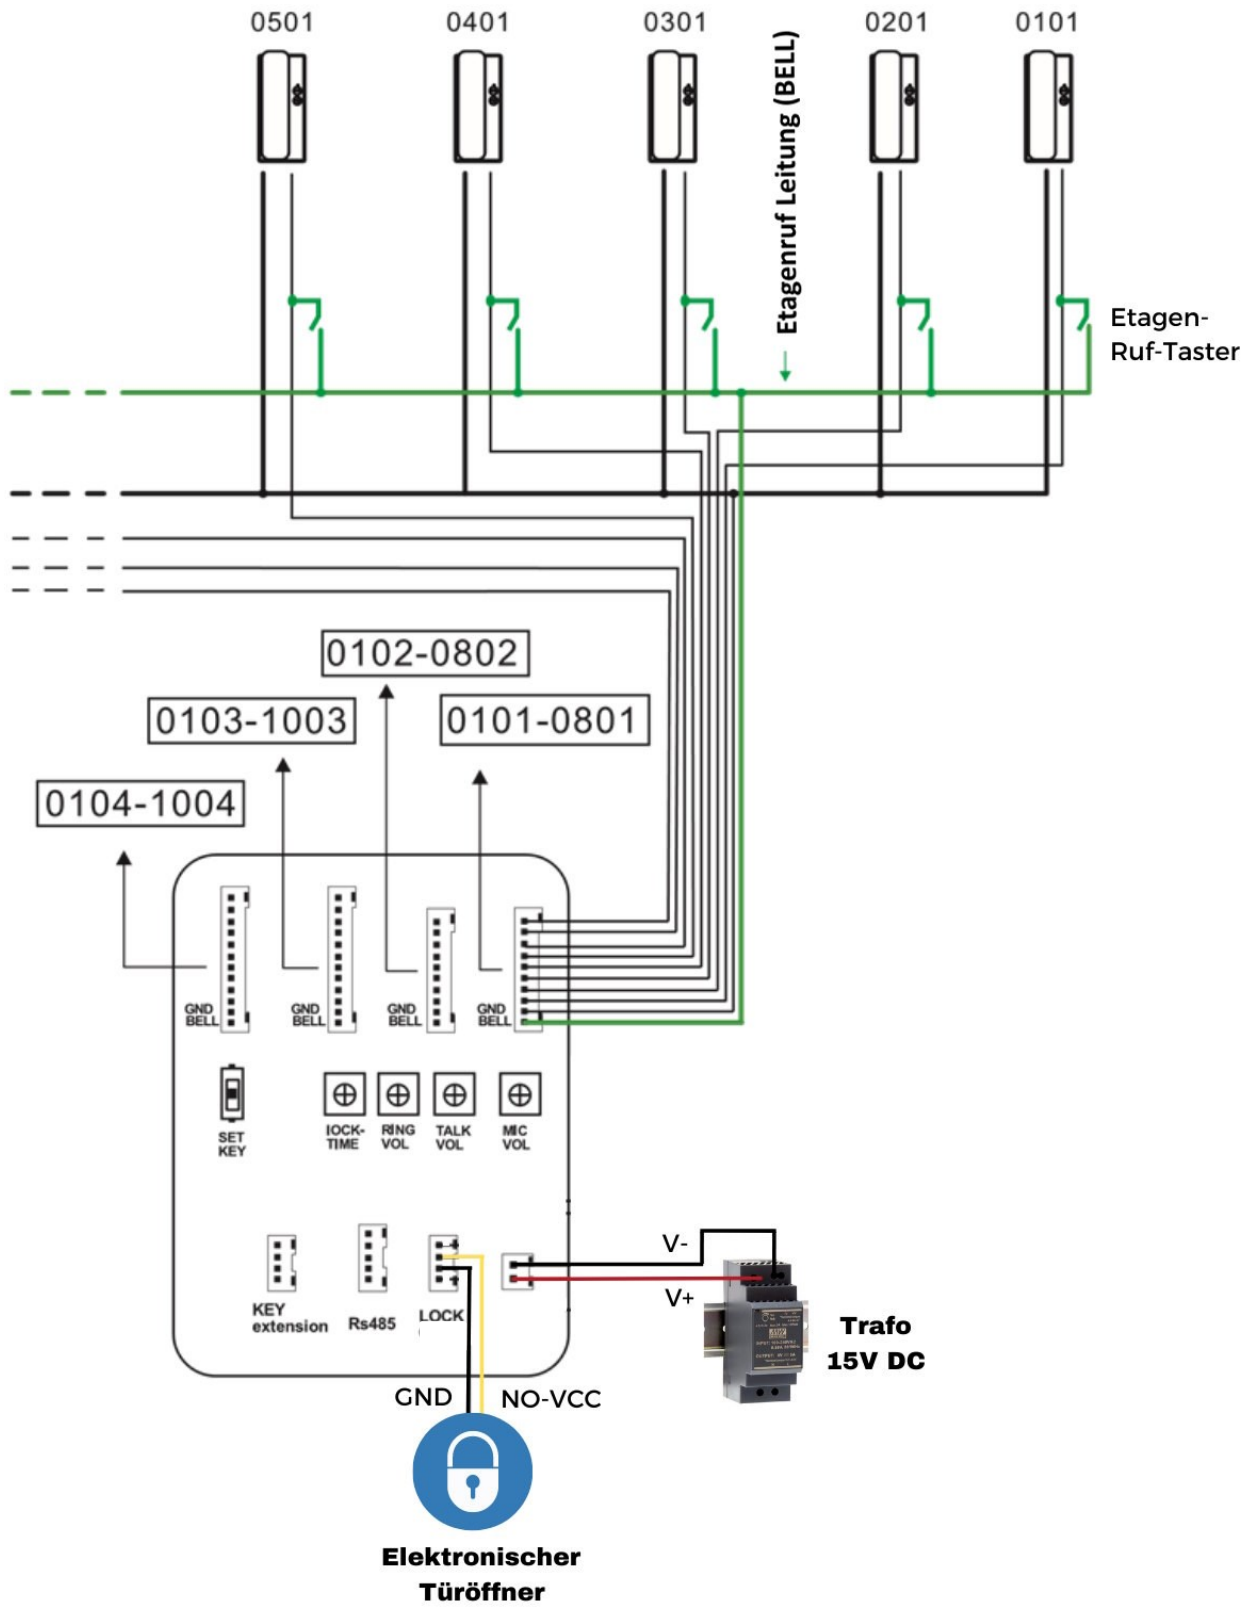 0501
0401
0301
0201
0101
Etagenruf Leitung (BELL)
Etagen-
Ruf-Taster
0102-0802
0103-1003
0101-0801
0104-1004
GND
BELL
GND
BELL
GND
BELL
GND
BELL
SET
KEY
lOCK-
TIME
RING
VOL
TALK
VOL
MIC
VOL
V-
V+
KEY
extension
Rs485
LOCK
Trafo
15V DC
GND
NO-VCC
Elektronischer
Türöffner